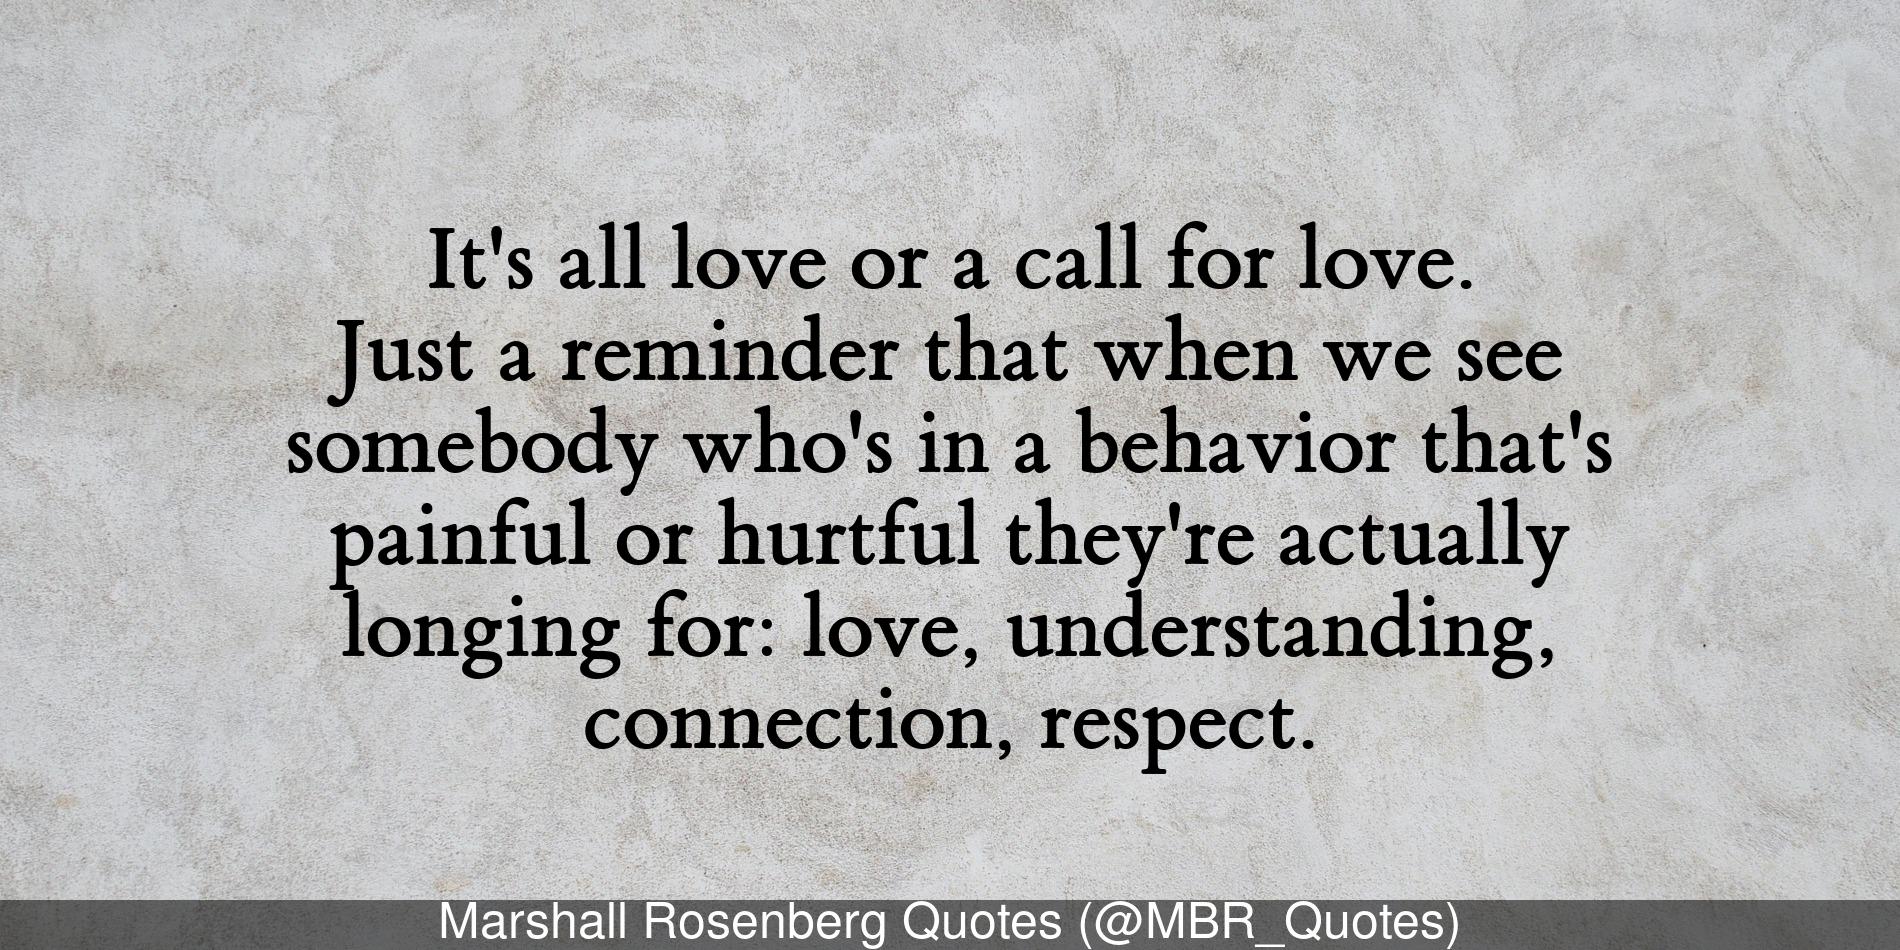 It's all love or a call for love.
Just a reminder that when we see
somebody who's in a behavior that's
painful or hurtful they're actually
longing for: love, understanding,
connection, respect.
Marshall Rosenberg Quotes (@MBR_Quotes)